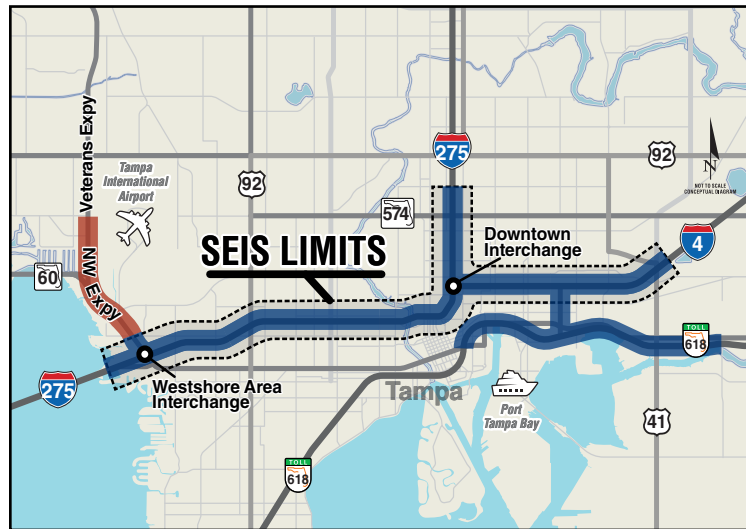 Veterans Expy
NW Expy
Tampa
International
Airport
275
92
92
N
NOT TO SCALE
CONCEPTUAL DIAGRAM
574
SEIS LIMITS
Downtown
Interchange
4
60
TOLL
618
275
Westshore Area
Interchange
Tampa
Port
Tampa Bay
41
TOLL
618